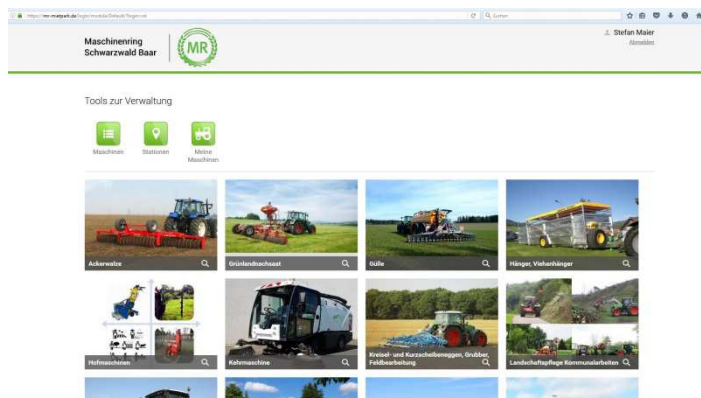 Suchen
Maschinenring
Schwarzwald Baar
MR
Stefan Maier
Abmelden
Tools zur Verwaltung
Maschinen
Stationen
Meine
Maschinen
Ackerwalze
Grünlandnachsaat
Gülle
Hänger, Viehanhänger
Hofmaschinen
Kehrmaschine
Kreisel- und Kurzscheibeneggen, Grubber,
Feldbearbeitung
Landschaftspflege Kommunalarbeiten